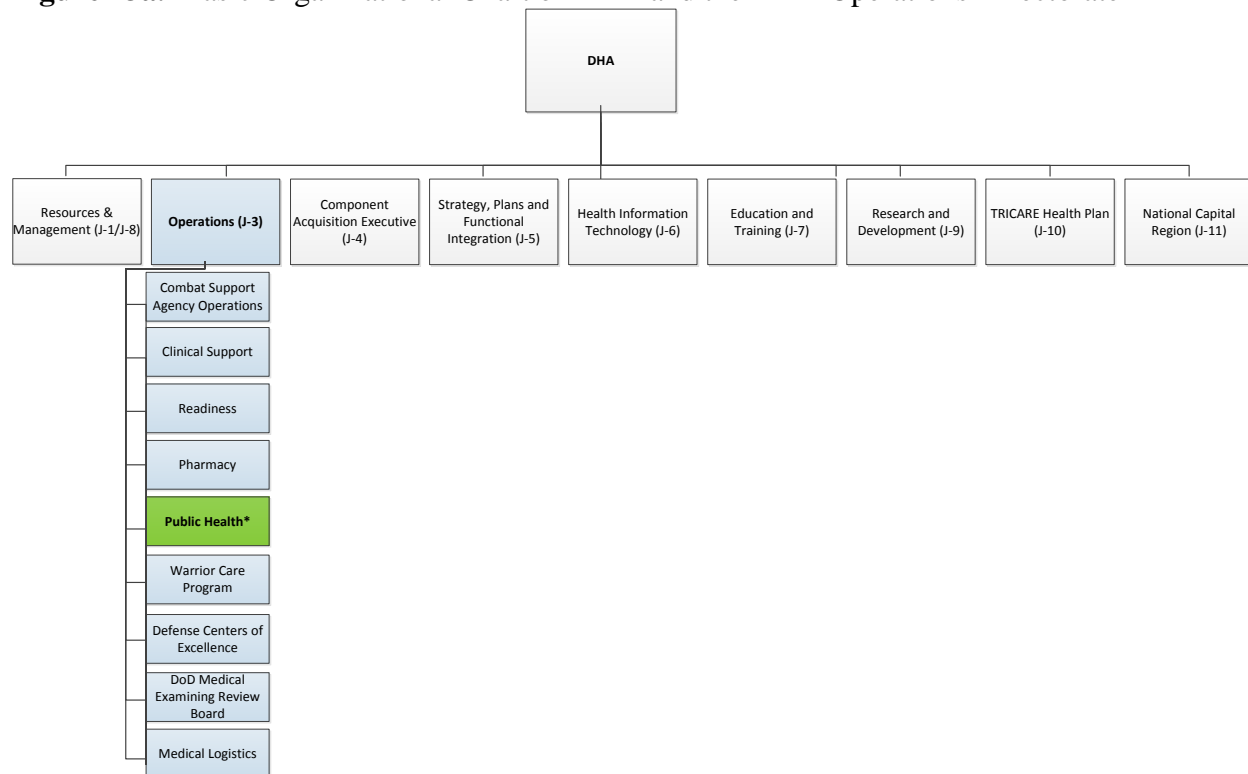 DHA
Resources &
Management (J-1/J-8)
Operations (J-3)
Component
Acquisition Executive
(J-4)
Strategy, Plans and
Functional
Integration (J-5)
Health Information
Technology (J-6)
Education and
Training (J-7)
Research and
Development (J-9)
TRICARE Health Plan
(J-10)
National Capital
Region (J-11)
Combat Support
Agency Operations
Clinical Support
Readiness
Pharmacy
Public Health*
Warrior Care
Program
Defense Centers of
Excellence
DoD Medical
Examining Review
Board
Medical Logistics